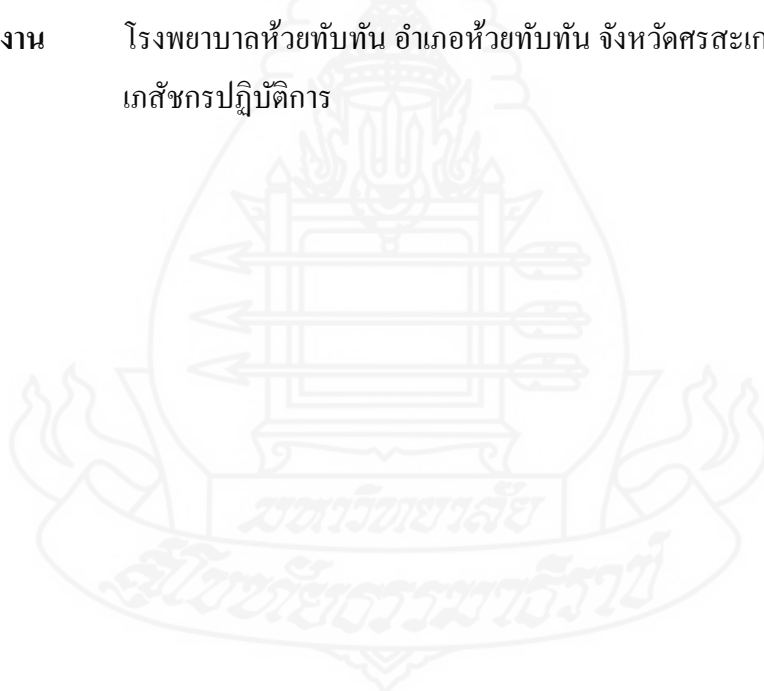 งาน โรงพยาบาลห้วยทับทัน อำเภอห้วยทับทัน จังหวัดศรสะเก
เภสัชกรปฏิบัติการ
มหาวิทยาลัย
สุโขทัยธรรมาธิราช